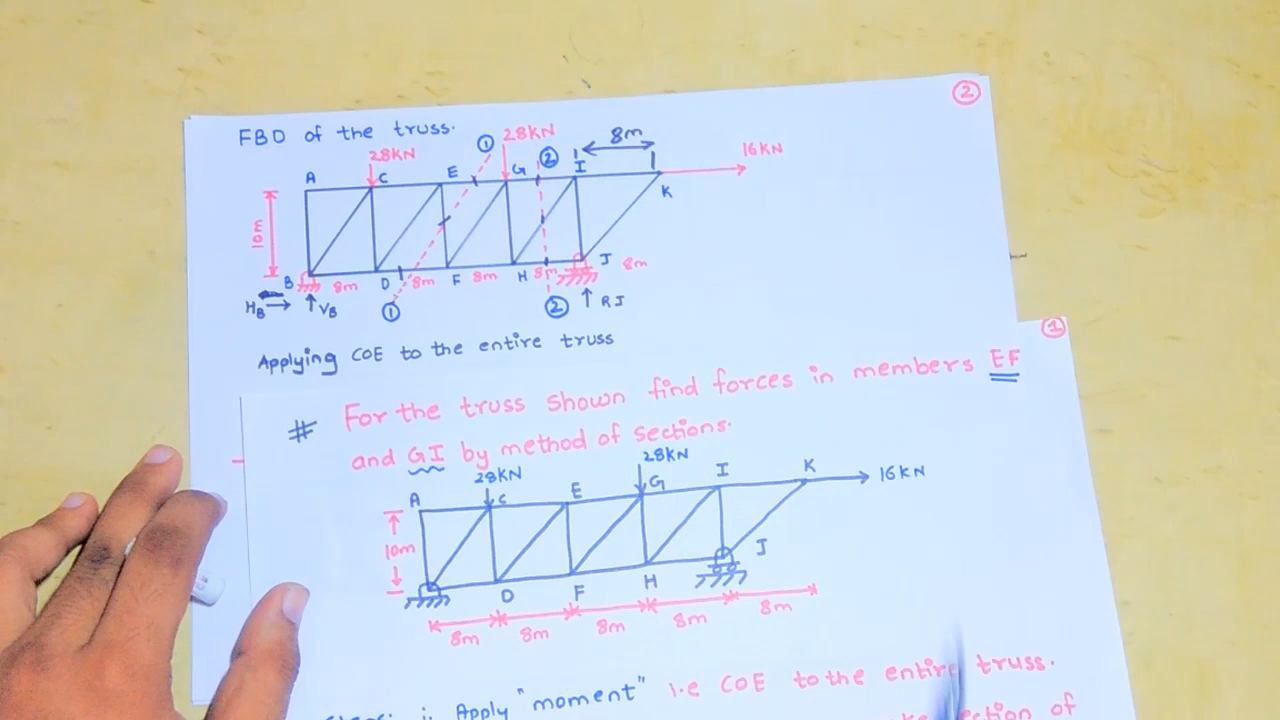 2
FBD of the truss.
1
28KN
2
8m
28KN
16KN
A
C
E
G
I
K
10
B
8m
D
8m
F
8m
H
8m
J
8m
HB
VB
1
2
RJ
Applying COE to the entire truss
1
# For the truss shown find forces in members EF
and GI by method of sections.
28KN
28KN
A
C
E
G
I
K
16KN
10m
D
F
H
J
8m
8m
8m
8m
8m
i. Apply "moment" i.e COE to the entire truss.
section of